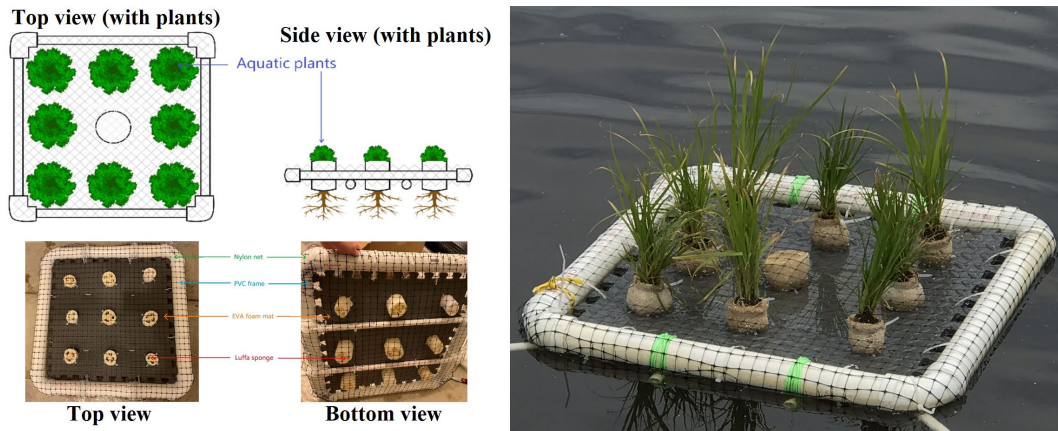 Top view (with plants)
Side view (with plants)
Aquatic plants
Nylon net
PVC frame
EVA foam mat
Luffa sponge
Top view
Bottom view